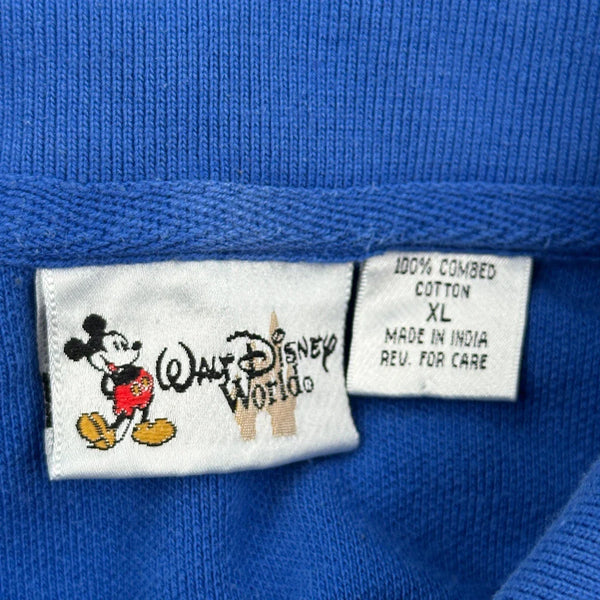 WALT DISNEY
World
100% COMBED
COTTON
XL
MADE IN INDIA
REV. FOR CARE